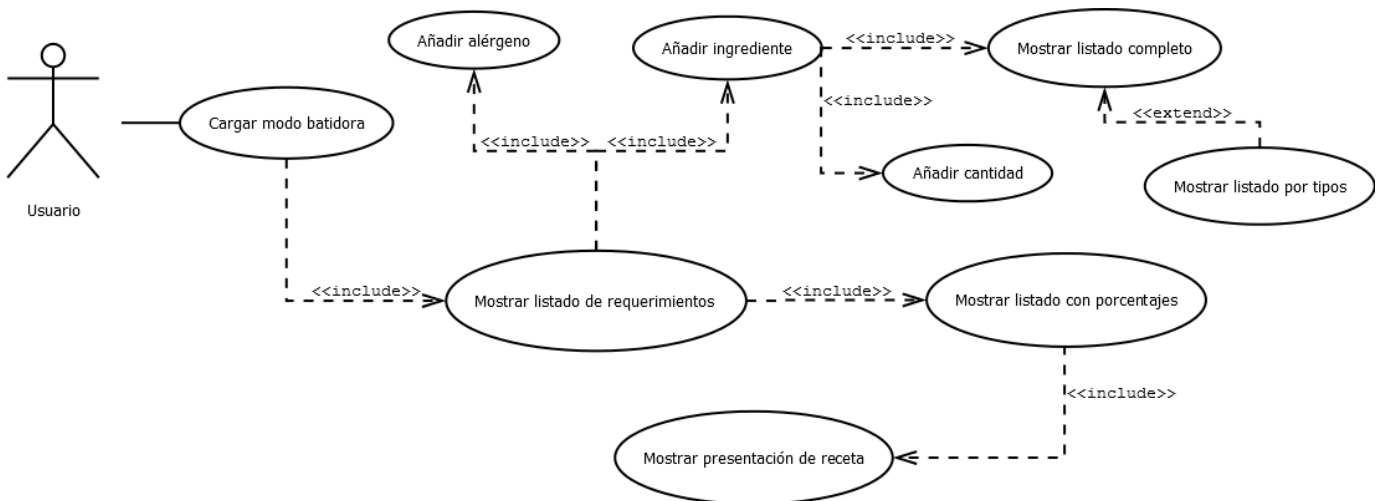 Añadir alérgeno
Añadir ingrediente
<<include>>
Mostrar listado completo
<<include>>
<<extend>>
Cargar modo batidora
<<include>>
<<include>>
Añadir cantidad
Mostrar listado por tipos
Usuario
<<include>>
Mostrar listado de requerimientos
<<include>>
Mostrar listado con porcentajes
<<include>>
Mostrar presentación de receta